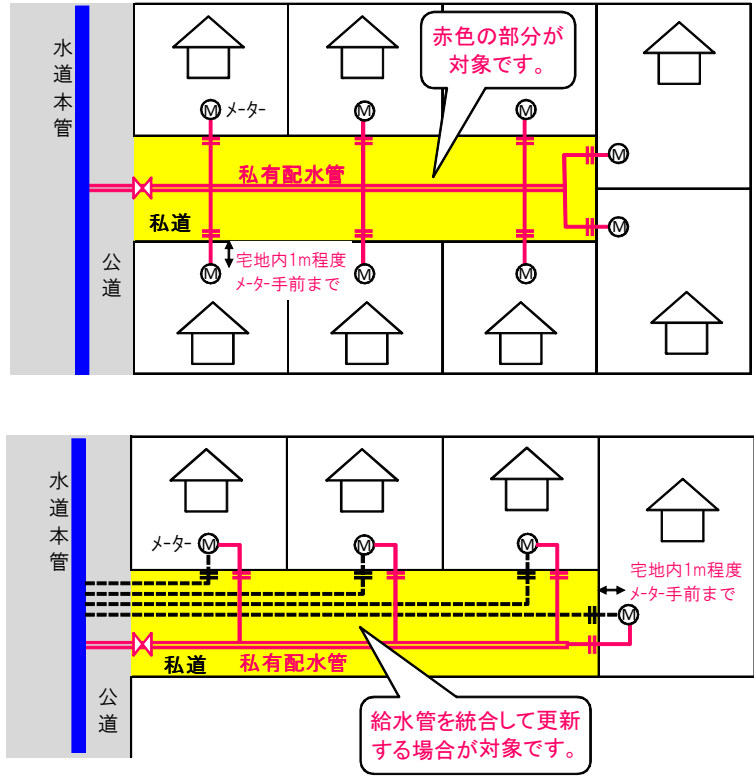 水道本管
赤色の部分が
対象です。
M
メーター
M
M
M
私有配水管
私道
M
公道
宅地内1m程度
メーター手前まで
M
M
M
水道本管
メーター
M
M
M
宅地内1m程度
メーター手前まで
M
私道
私有配水管
公道
給水管を統合して更新
する場合が対象です。